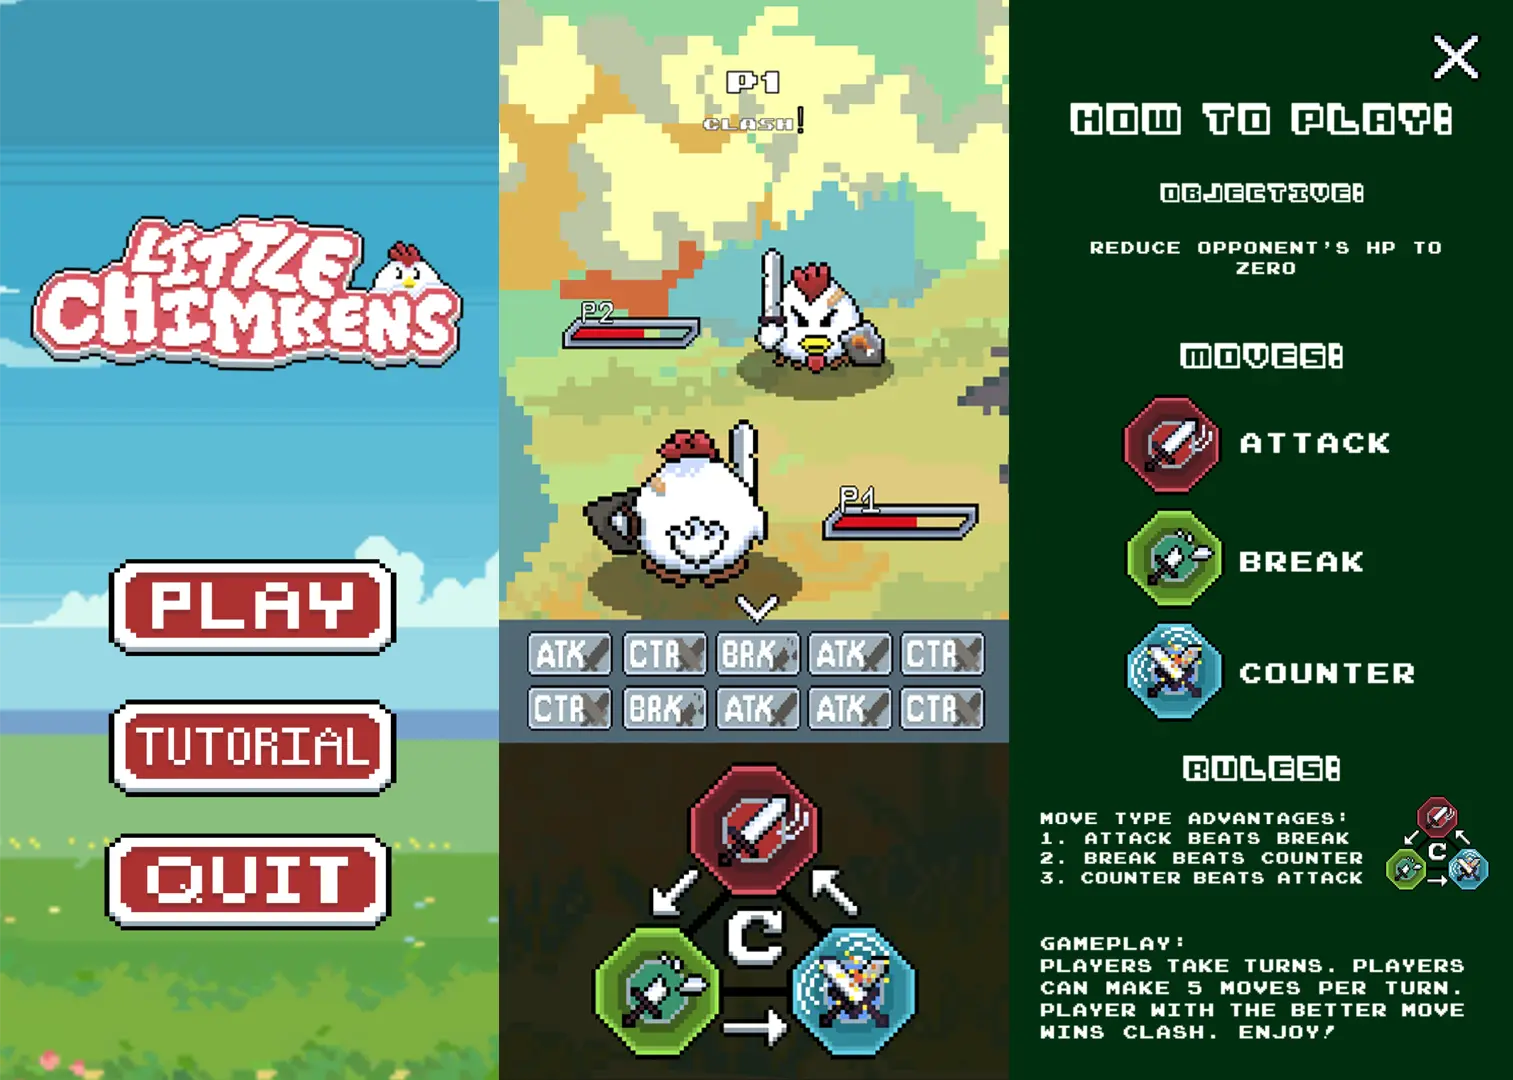 LITTLE
CHIMKENS
PLAY
TUTORIAL
QUIT
P1
CLASH!
P2
P1
ATK CTR BRK ATK CTR
CTR BRK ATK ATK CTR
C
HOW TO PLAY:
OBJECTIVE:
REDUCE OPPONENT'S HP TO
ZERO
MOVES:
ATTACK
BREAK
COUNTER
RULES:
MOVE TYPE ADVANTAGES:
1. ATTACK BEATS BREAK
2. BREAK BEATS COUNTER
3. COUNTER BEATS ATTACK
C
GAMEPLAY:
PLAYERS TAKE TURNS. PLAYERS
CAN MAKE 5 MOVES PER TURN.
PLAYER WITH THE BETTER MOVE
WINS CLASH. ENJOY!